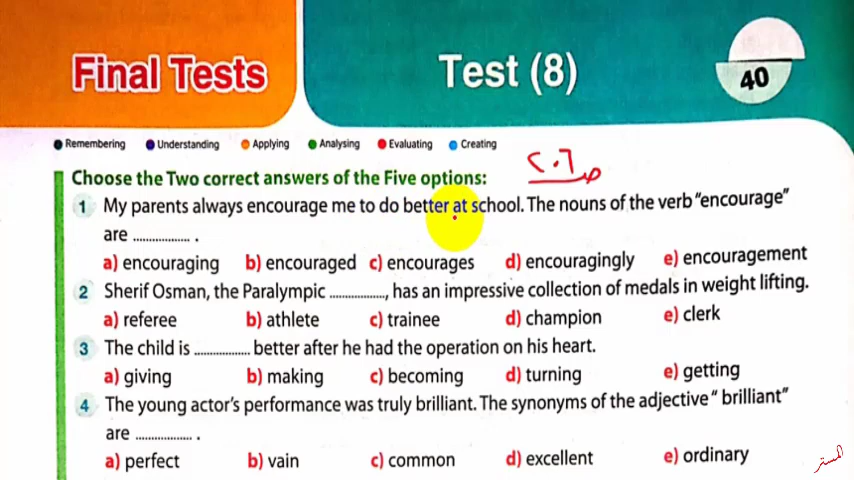 Final Tests
Test (8)
40
Remembering Understanding Applying Analysing Evaluating Creating
ص ٢٠٦
Choose the Two correct answers of the Five options:
1 My parents always encourage me to do better at school. The nouns of the verb "encourage"
are .................. .
a) encouraging b) encouraged c) encourages d) encouragingly e) encouragement
2 Sherif Osman, the Paralympic .................., has an impressive collection of medals in weight lifting.
a) referee b) athlete c) trainee d) champion e) clerk
3 The child is .................. better after he had the operation on his heart.
a) giving b) making c) becoming d) turning e) getting
4 The young actor's performance was truly brilliant. The synonyms of the adjective " brilliant"
are .................. .
a) perfect b) vain c) common d) excellent e) ordinary
المستر